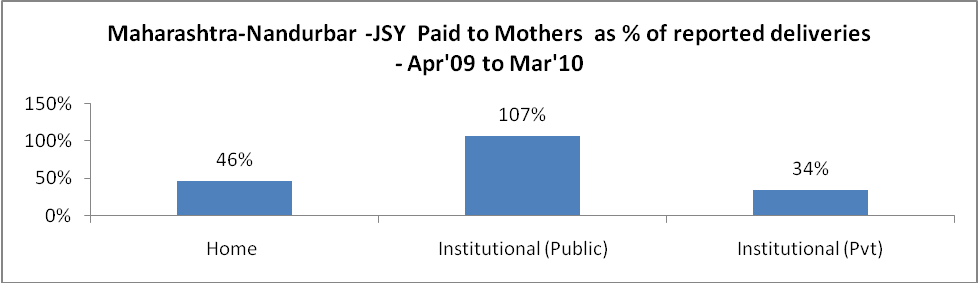 Maharashtra-Nandurbar -JSY  Paid to Mothers  as % of reported deliveries
- Apr'09 to Mar'10
150%
100%
50%
0%
46%
107%
34%
Home
Institutional (Public)
Institutional (Pvt)